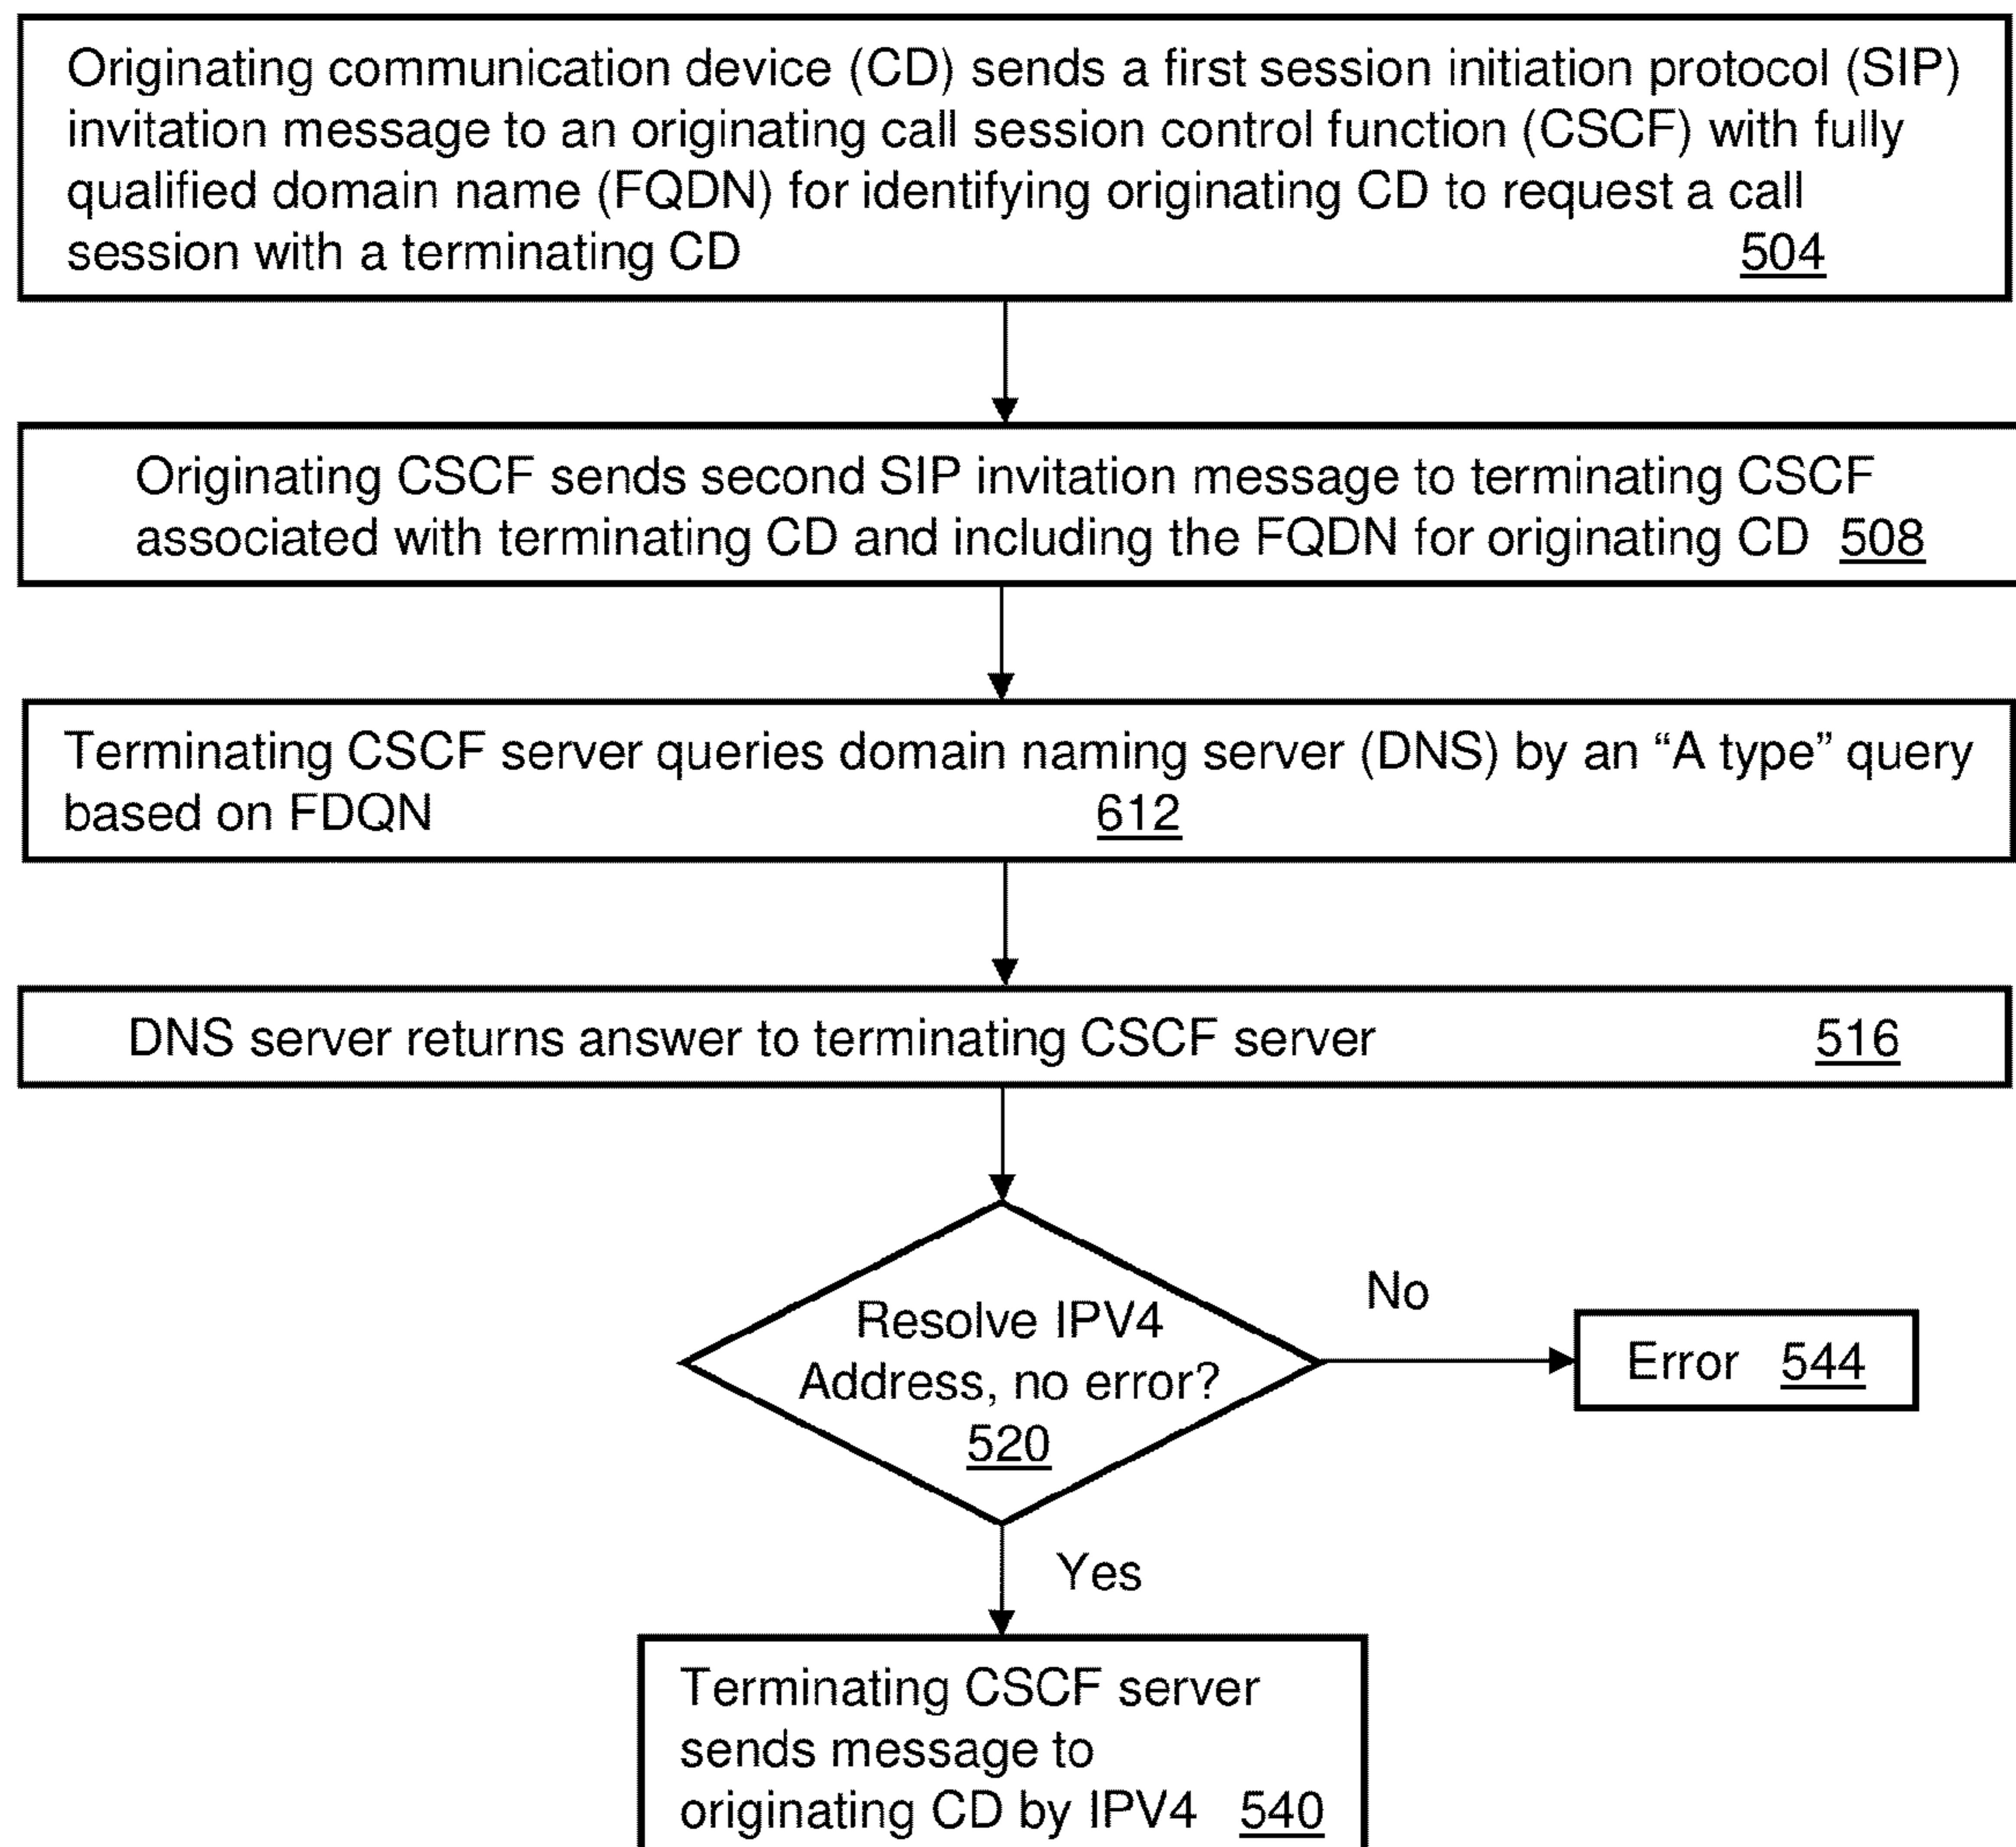 Originating communication device (CD) sends a first session initiation protocol (SIP)
invitation message to an originating call session control function (CSCF) with fully
qualified domain name (FQDN) for identifying originating CD to request a call
session with a terminating CD 504
Originating CSCF sends second SIP invitation message to terminating CSCF
associated with terminating CD and including the FQDN for originating CD 508
Terminating CSCF server queries domain naming server (DNS) by an “A type” query
based on FDQN 612
DNS server returns answer to terminating CSCF server 516
Resolve IPV4
Address, no error?
520
No
Error 544
Yes
Terminating CSCF server
sends message to
originating CD by IPV4 540